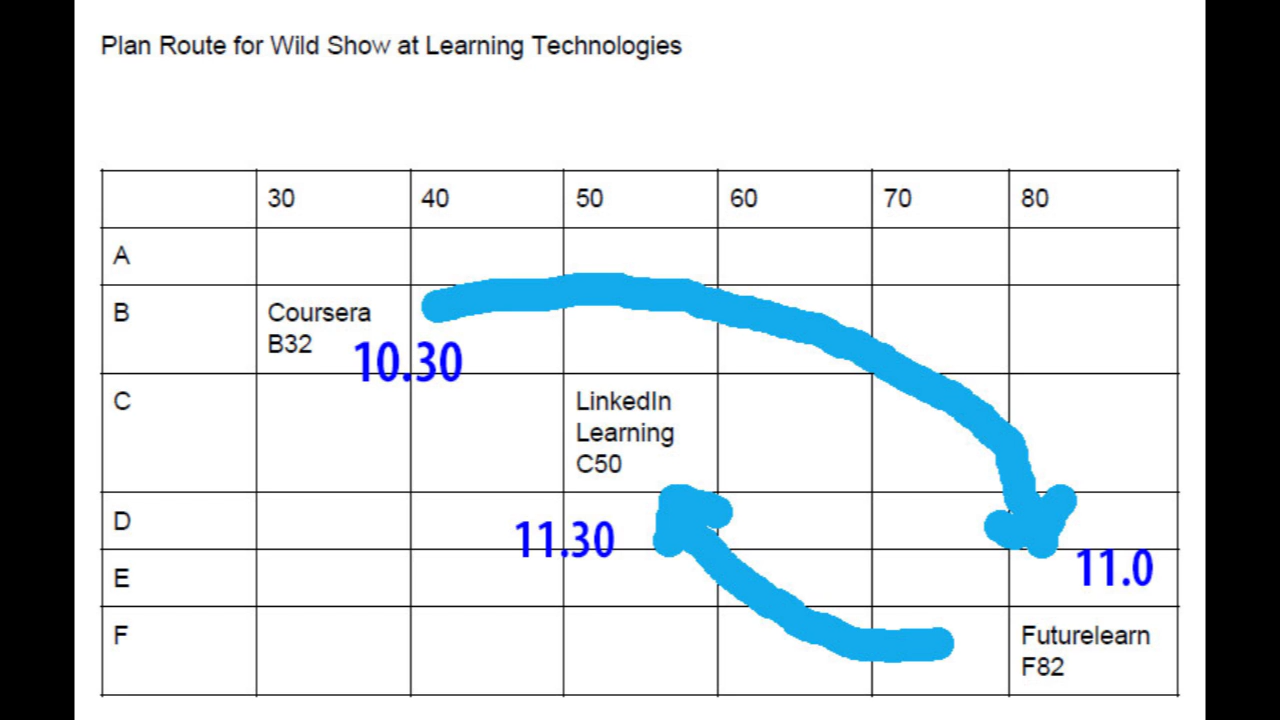 Plan Route for Wild Show at Learning Technologies
30 40 50 60 70 80
A
B
Coursera
B32
10.30
C
LinkedIn
Learning
C50
D
11.30
11.0
E
F
Futurelearn
F82